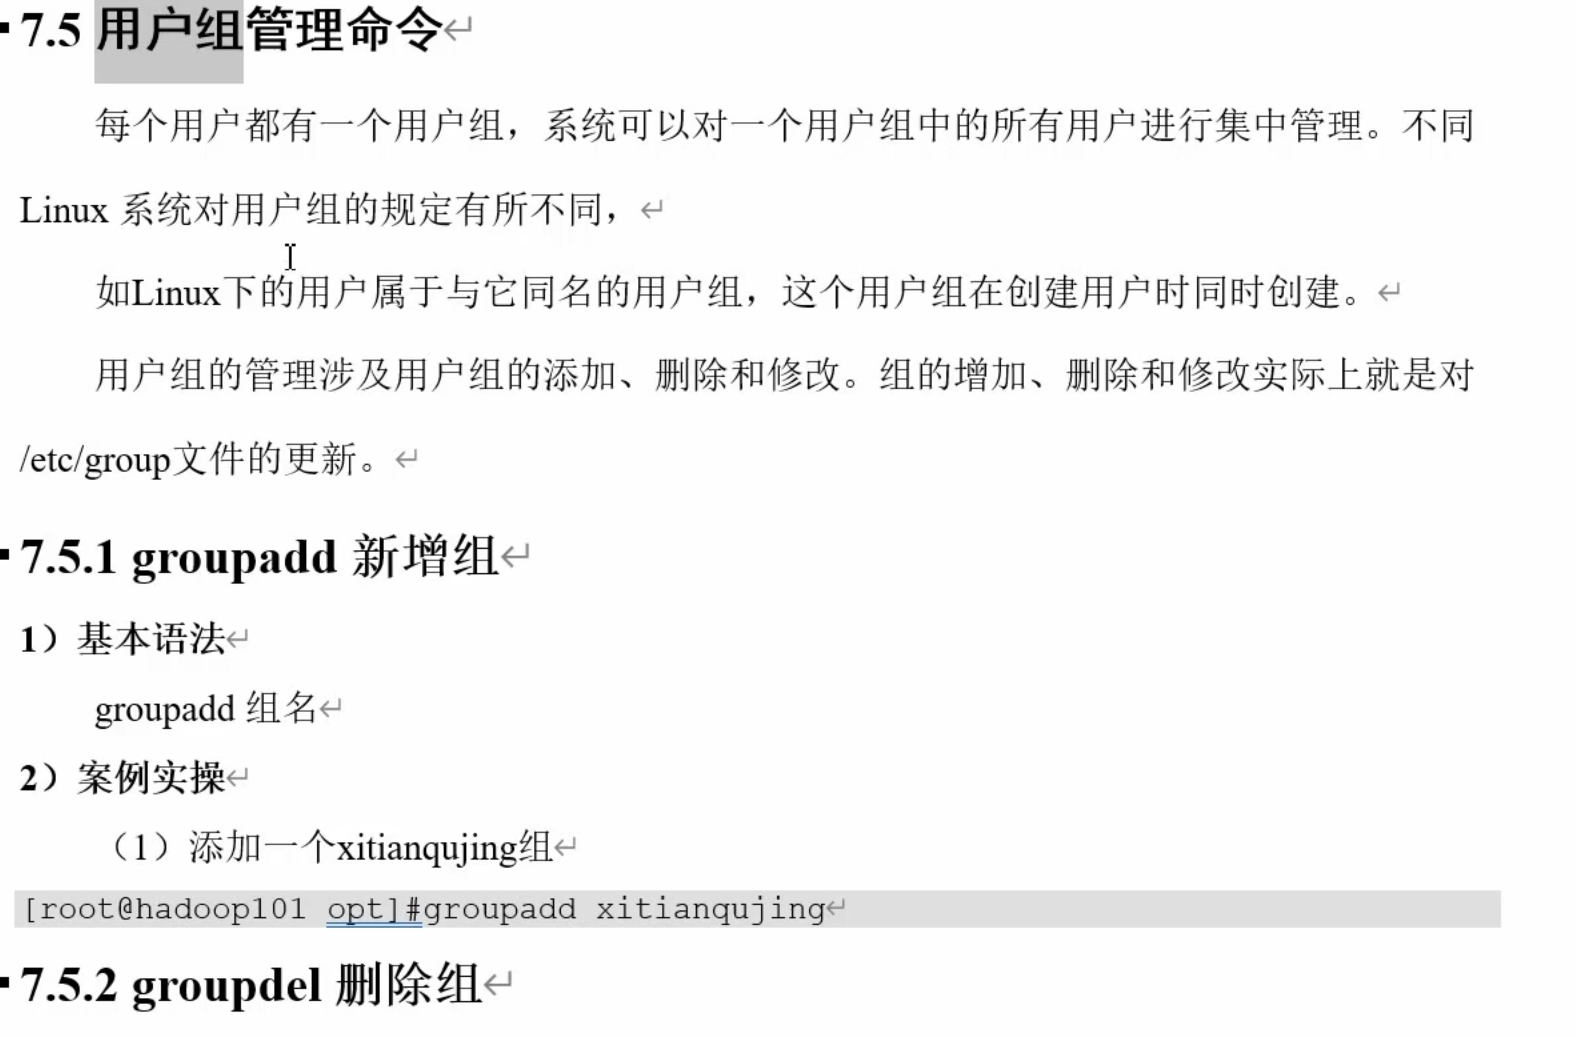 7.5 用户组管理命令
每个用户都有一个用户组，系统可以对一个用户组中的所有用户进行集中管理。不同
Linux 系统对用户组的规定有所不同，
如Linux下的用户属于与它同名的用户组，这个用户组在创建用户时同时创建。
用户组的管理涉及用户组的添加、删除和修改。组的增加、删除和修改实际上就是对
/etc/group文件的更新。
7.5.1 groupadd 新增组
1）基本语法
groupadd 组名
2）案例实操
（1）添加一个xitianqujing组
[root@hadoop101 opt]#groupadd xitianqujing
7.5.2 groupdel 删除组